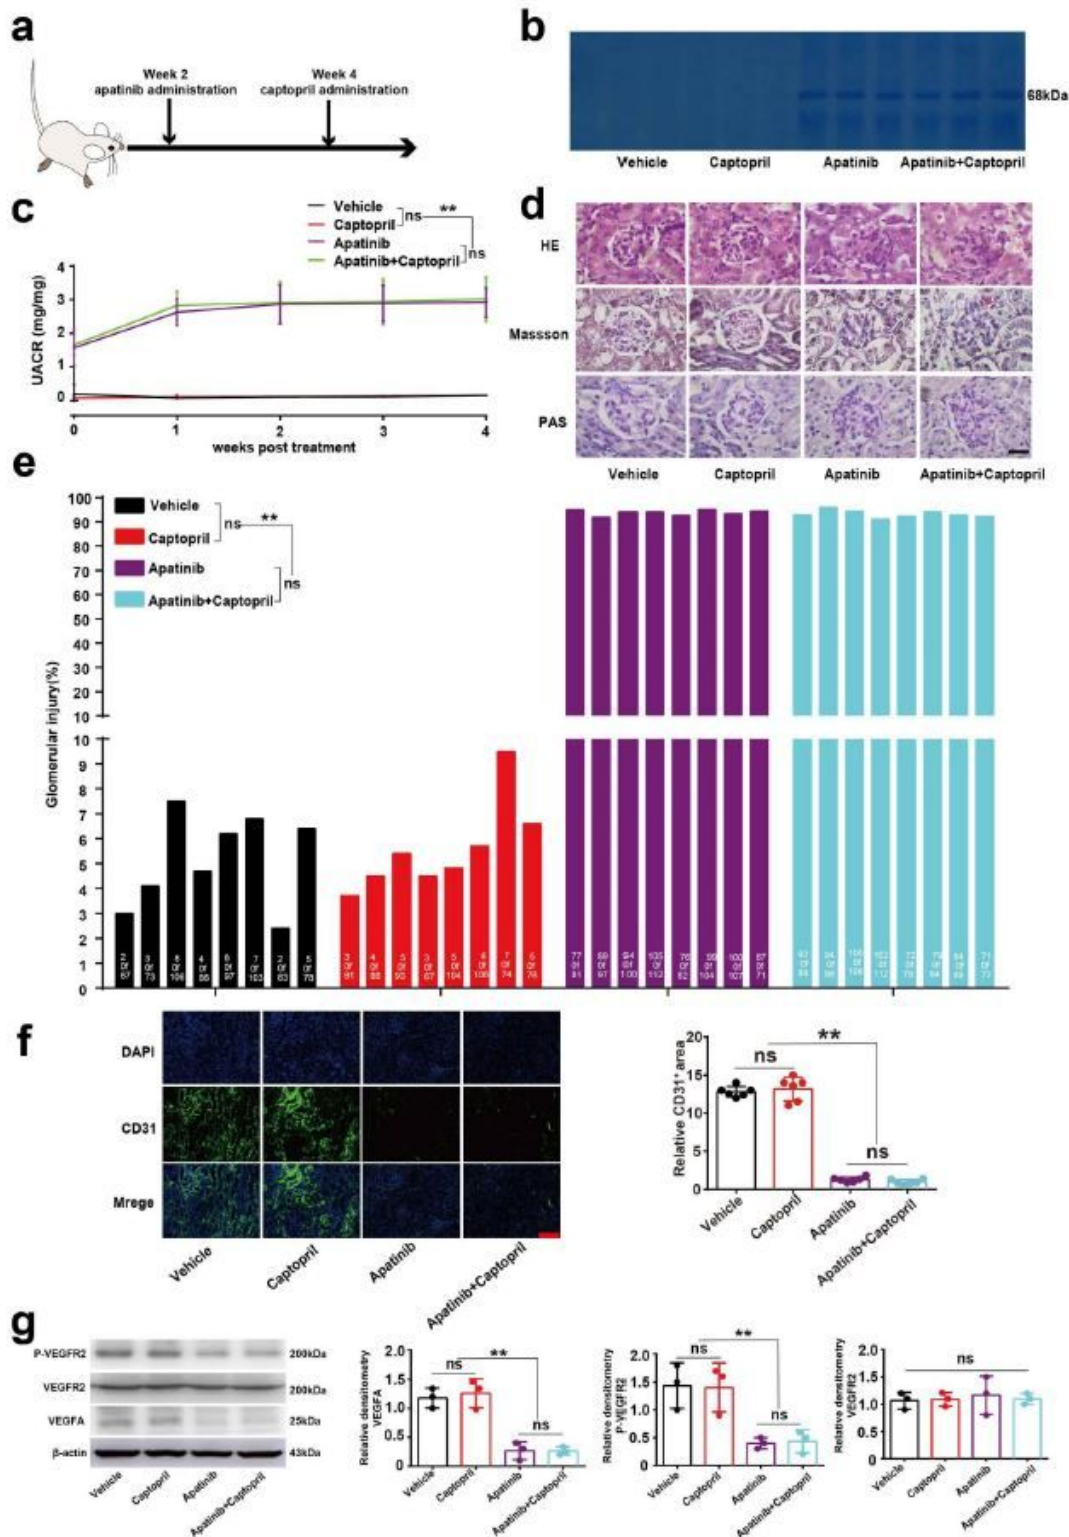 a
Week 2
apatinib administration
Week 4
captopril administration
b
68kDa
Vehicle
Captopril
Apatinib
Apatinib+Captopril
c
Vehicle
Captopril
Apatinib
Apatinib+Captopril
ns
**
ns
UACR (mg/mg)
4
3
2
1
0
0
1
2
3
4
weeks post treatment
d
HE
Massson
PAS
Vehicle
Captopril
Apatinib
Apatinib+Captopril
e
Vehicle
Captopril
Apatinib
Apatinib+Captopril
ns
**
ns
Glomerular injury(%)
100
90
80
70
60
50
40
30
20
10
10
9
8
7
6
5
4
3
2
1
0
f
DAPI
CD31
Mrege
Vehicle
Captopril
Apatinib
Apatinib+Captopril
Relative CD31+ area
20
15
10
5
0
ns
**
ns
Vehicle
Captopril
Apatinib
Apatinib+Captopril
g
P-VEGFR2
200kDa
VEGFR2
200kDa
VEGFA
25kDa
β-actin
43kDa
Vehicle
Captopril
Apatinib
Apatinib+Captopril
Relative densitometry
VEGFA
2.0
1.5
1.0
0.5
0
ns
**
ns
Vehicle
Captopril
Apatinib
Apatinib+Captopril
Relative densitometry
P-VEGFR2
2.0
1.5
1.0
0.5
0
ns
**
ns
Vehicle
Captopril
Apatinib
Apatinib+Captopril
Relative densitometry
VEGFR2
2.0
1.5
1.0
0.5
0
ns
Vehicle
Captopril
Apatinib
Apatinib+Captopril